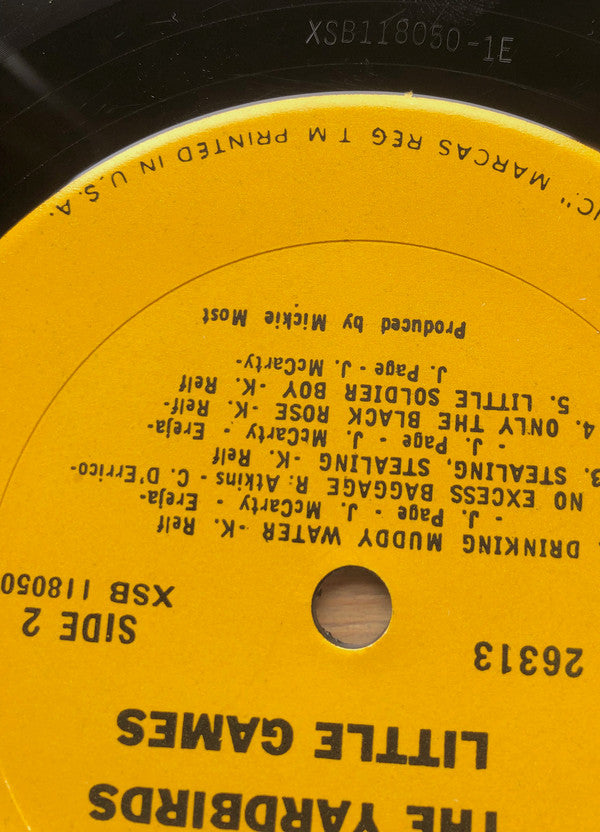 XSB118050-1E
THE YARDBIRDS
LITTLE GAMES
26313
SIDE 2
XSB 118050
DRINKING MUDDY WATER -K. Relf
- J. Page - J. McCarty - Ereja-
NO EXCESS BAGGAGE R. Atkins - C. D'Errico-
3. STEALING, STEALING -K. Relf
- J. Page - J. McCarty - Ereja-
4. ONLY THE BLACK ROSE -K. Relf-
5. LITTLE SOLDIER BOY -K. Relf
J. Page - J. McCarty-
Produced by Mickie Most
NC." MARCAS REG T M PRINTED IN U.S.A.